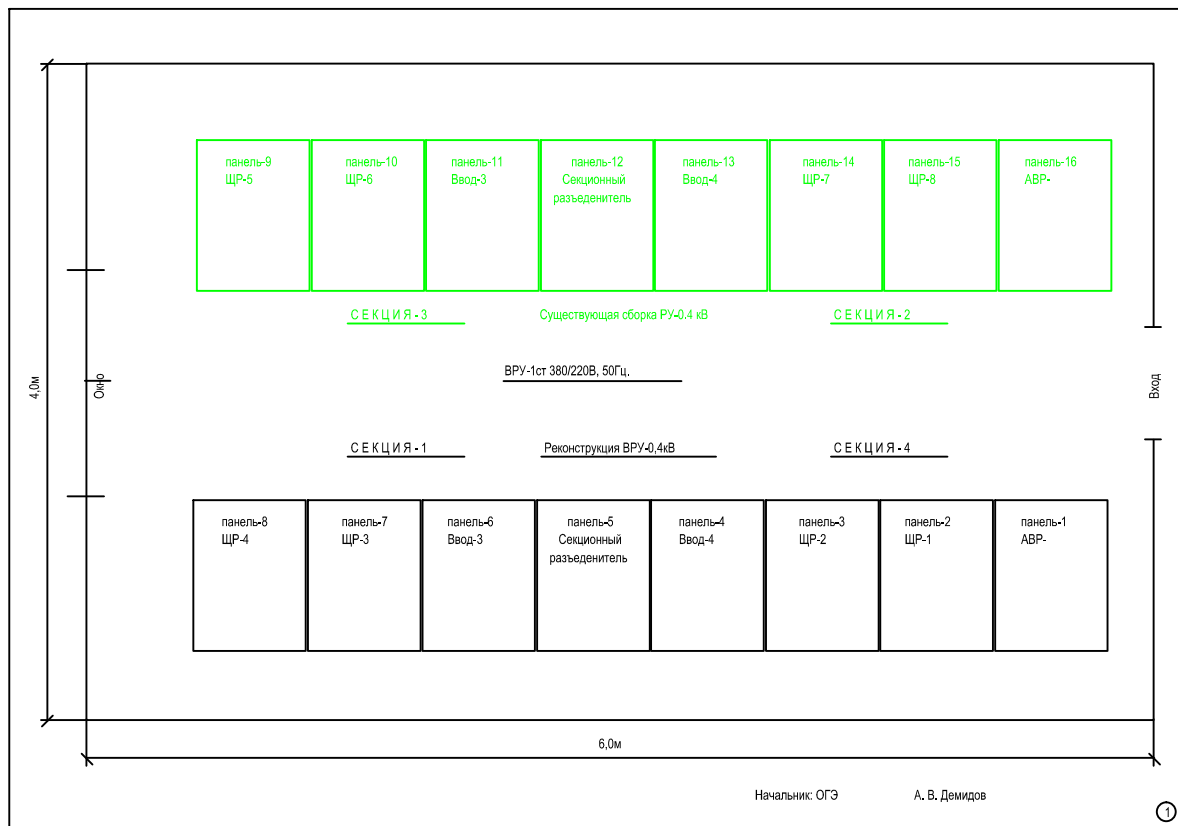 панель-9
ЩР-5
панель-10
ЩР-6
панель-11
Ввод-3
панель-12
Секционный
разъеденитель
панель-13
Ввод-4
панель-14
ЩР-7
панель-15
ЩР-8
панель-16
АВР-
СЕКЦИЯ-3
Существующая сборка РУ-0.4 кВ
СЕКЦИЯ-2
4,0м
Окно
ВРУ-1ст 380/220В, 50Гц.
Вход
СЕКЦИЯ-1
Реконструкция ВРУ-0,4кВ
СЕКЦИЯ-4
панель-8
ЩР-4
панель-7
ЩР-3
панель-6
Ввод-3
панель-5
Секционный
разъеденитель
панель-4
Ввод-4
панель-3
ЩР-2
панель-2
ЩР-1
панель-1
АВР-
6,0м
Начальник: ОГЭ А. В. Демидов
1